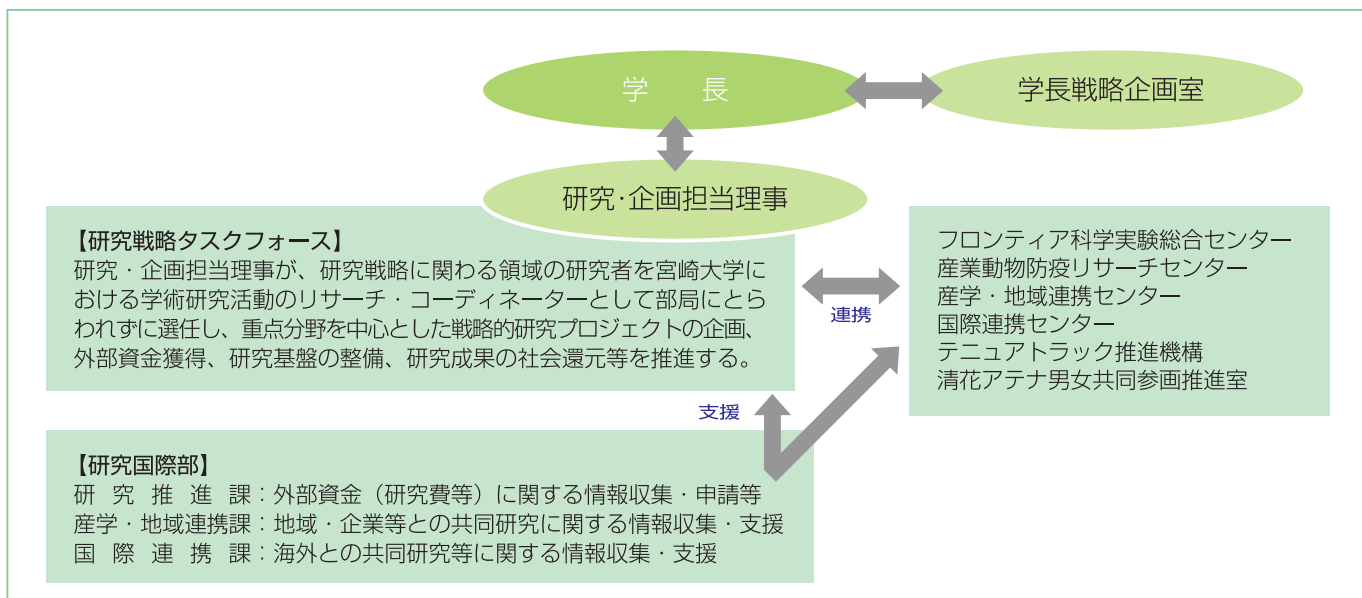 学　長
学長戦略企画室
研究・企画担当理事
【研究戦略タスクフォース】
研究・企画担当理事が、研究戦略に関わる領域の研究者を宮崎大学に
おける学術研究活動のリサーチ・コーディネーターとして部局にとら
われずに選任し、重点分野を中心とした戦略的研究プロジェクトの企画、
外部資金獲得、研究基盤の整備、研究成果の社会還元等を推進する。
連携
フロンティア科学実験総合センター
産業動物防疫リサーチセンター
産学・地域連携センター
国際連携センター
テニュアトラック推進機構
清花アテナ男女共同参画推進室
支援
【研究国際部】
研 究 推 進 課：外部資金（研究費等）に関する情報収集・申請等
産学・地域連携課：地域・企業等との共同研究に関する情報収集・支援
国 際 連 携 課：海外との共同研究等に関する情報収集・支援